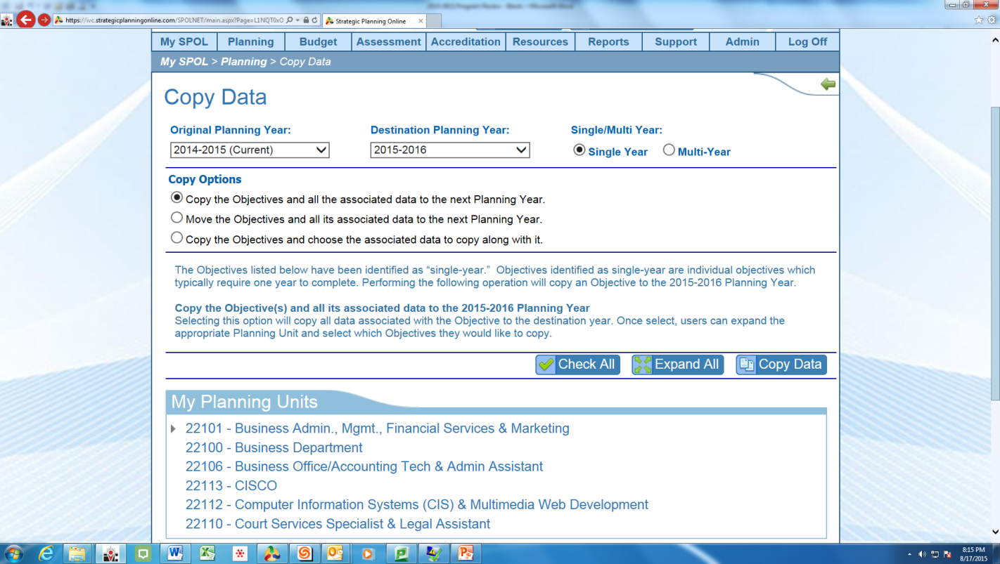 2015-2015 Program Review - Blank - Microsoft Word
https://ivc.strategicplanningonline.com/SPOLNET/main.aspx?Page=L1NQT0xO
Strategic Planning Online
My SPOL Planning Budget Assessment Accreditation Resources Reports Support Admin Log Off
My SPOL > Planning > Copy Data
Copy Data
Original Planning Year: Destination Planning Year: Single/Multi Year:
2014-2015 (Current) 2015-2016 Single Year Multi-Year
Copy Options
Copy the Objectives and all the associated data to the next Planning Year.
Move the Objectives and all its associated data to the next Planning Year.
Copy the Objectives and choose the associated data to copy along with it.
The Objectives listed below have been identified as “single-year.” Objectives identified as single-year are individual objectives which
typically require one year to complete. Performing the following operation will copy an Objective to the 2015-2016 Planning Year.
Copy the Objective(s) and all its associated data to the 2015-2016 Planning Year
Selecting this option will copy all data associated with the Objective to the destination year. Once select, users can expand the
appropriate Planning Unit and select which Objectives they would like to copy.
Check All Expand All Copy Data
My Planning Units
22101 - Business Admin., Mgmt., Financial Services & Marketing
22100 - Business Department
22106 - Business Office/Accounting Tech & Admin Assistant
22113 - CISCO
22112 - Computer Information Systems (CIS) & Multimedia Web Development
22110 - Court Services Specialist & Legal Assistant
8:15 PM
8/17/2015